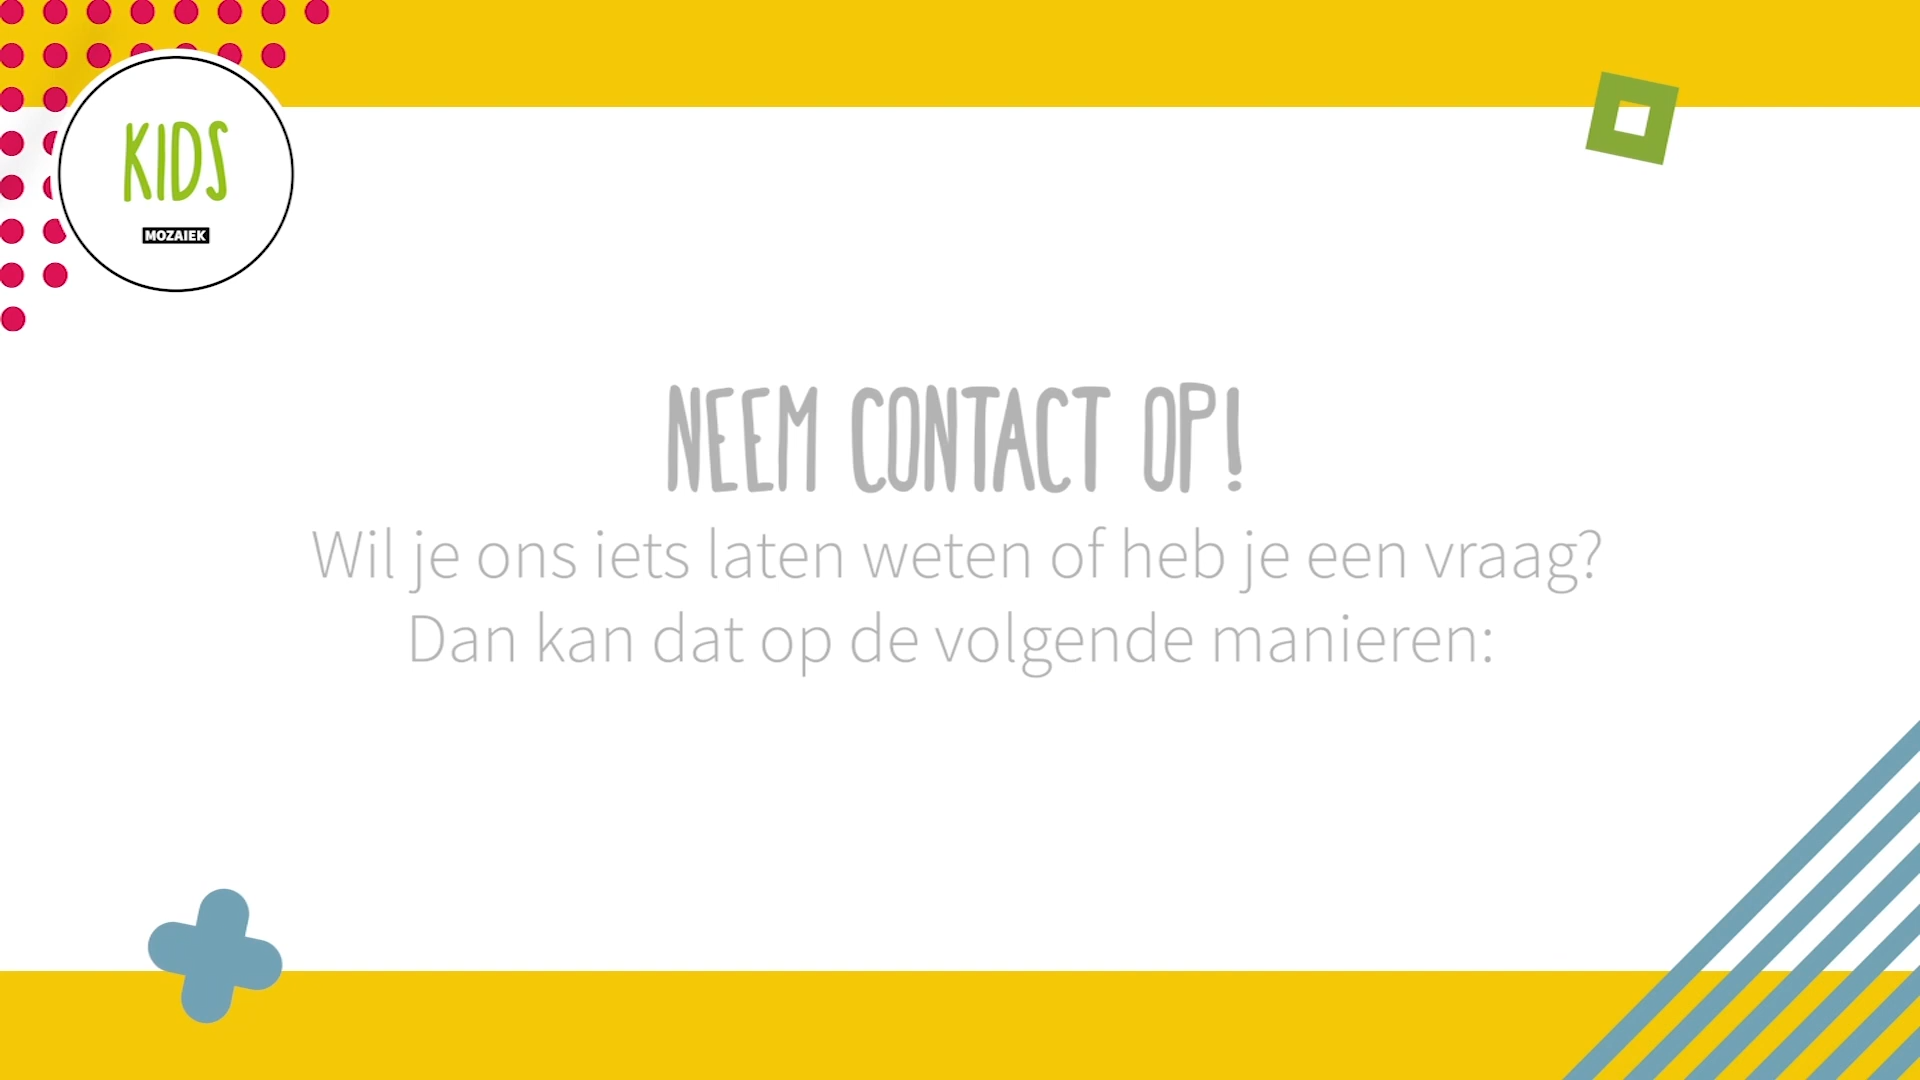 KIDS
MOZAIEK
NEEM CONTACT OP!
Wil je ons iets laten weten of heb je een vraag?
Dan kan dat op de volgende manieren: